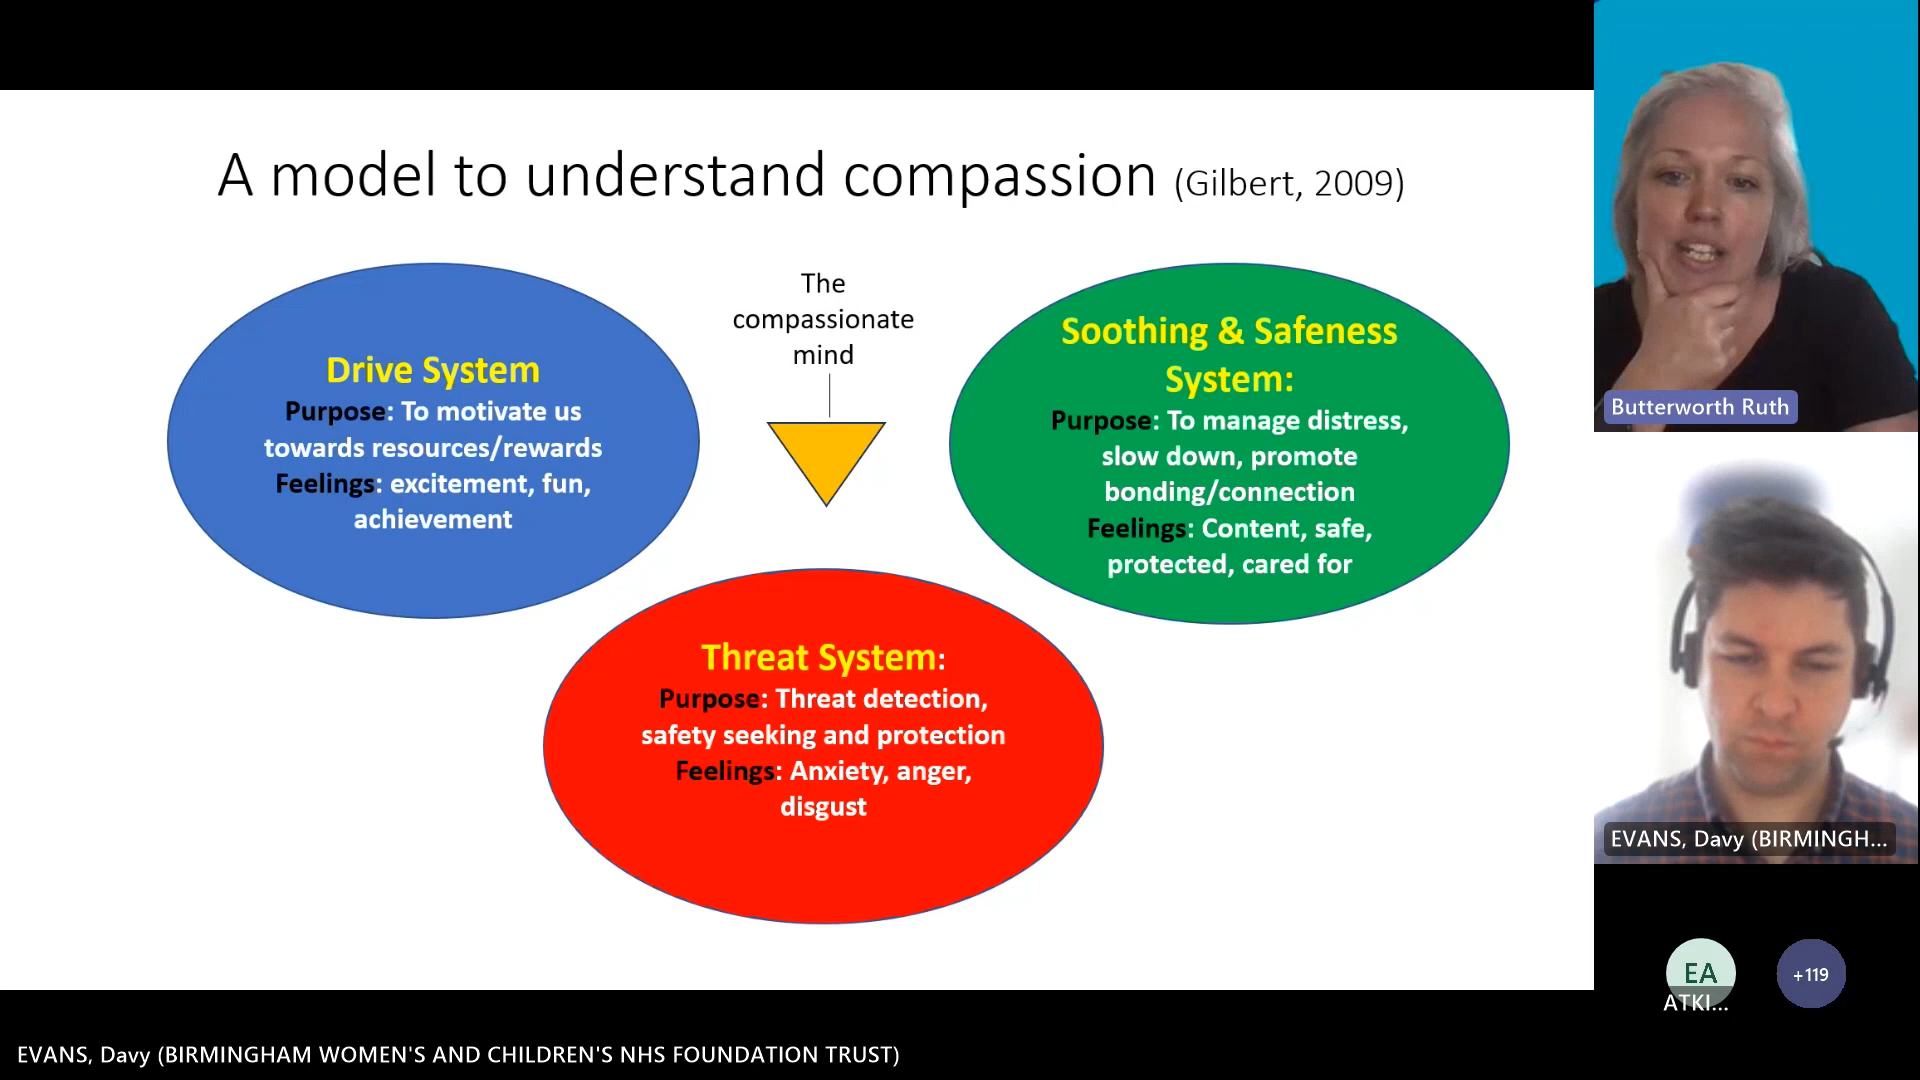 A model to understand compassion (Gilbert, 2009)
The
compassionate
mind
Drive System
Purpose: To motivate us
towards resources/rewards
Feelings: excitement, fun,
achievement
Soothing & Safeness
System:
Purpose: To manage distress,
slow down, promote
bonding/connection
Feelings: Content, safe,
protected, cared for
Threat System:
Purpose: Threat detection,
safety seeking and protection
Feelings: Anxiety, anger,
disgust
Butterworth Ruth
EVANS, Davy (BIRMINGH...
EA
ATKI...
+119
EVANS, Davy (BIRMINGHAM WOMEN'S AND CHILDREN'S NHS FOUNDATION TRUST)